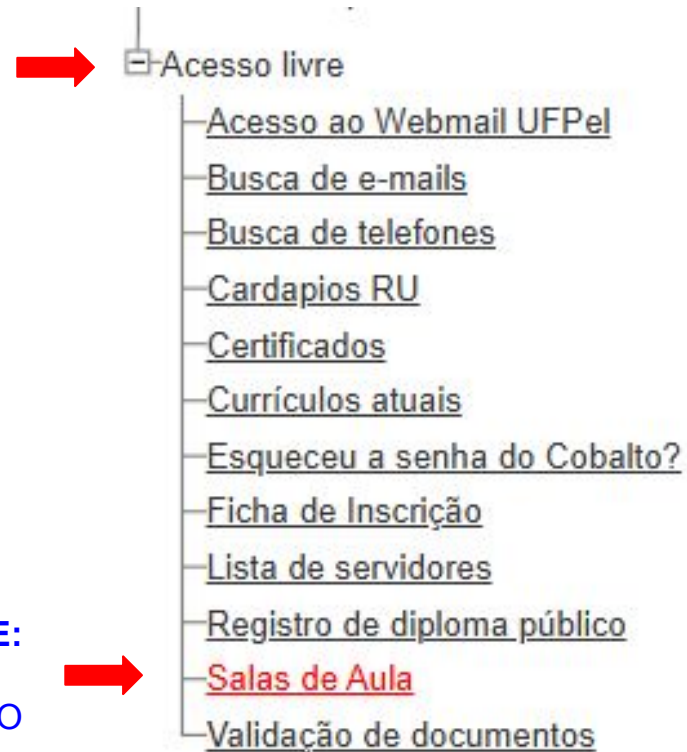 Acesso livre
Acesso ao Webmail UFPel
Busca de e-mails
Busca de telefones
Cardapios RU
Certificados
Currículos atuais
Esqueceu a senha do Cobalto?
Ficha de Inscrição
Lista de servidores
E:
Registro de diploma público
Salas de Aula
O
Validação de documentos